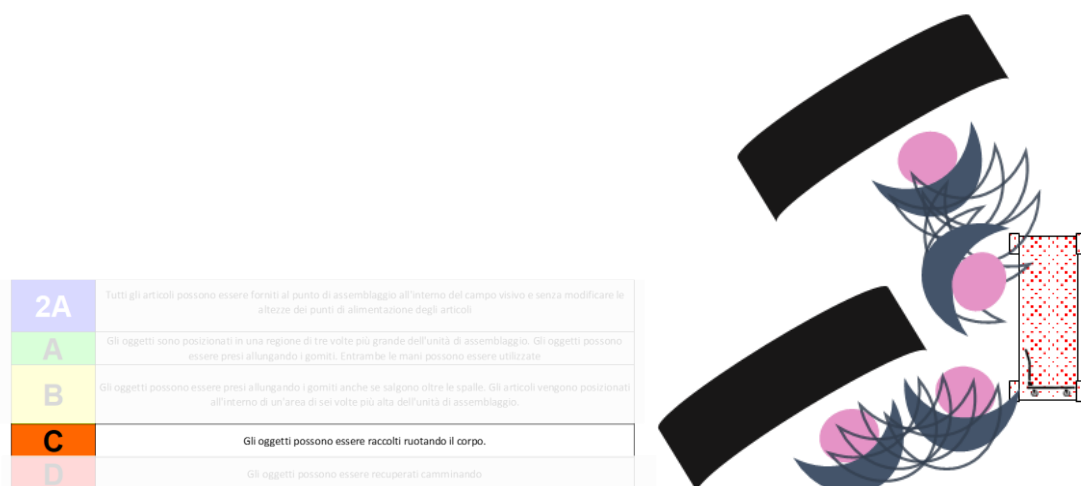 2A
Tutti gli articoli possono essere forniti al punto di assemblaggio all'interno del campo visivo e senza modificare le
altezze dei punti di alimentazione degli articoli
A
Gli oggetti sono posizionati in una regione di tre volte più grande dell'unità di assemblaggio. Gli oggetti possono
essere presi allungando i gomiti. Entrambe le mani possono essere utilizzate
B
Gli oggetti possono essere presi allungando i gomiti anche se salgono oltre le spalle. Gli articoli vengono posizionati
all'interno di un'area di sei volte più alta dell'unità di assemblaggio.
C
Gli oggetti possono essere raccolti ruotando il corpo.
D
Gli oggetti possono essere recuperati camminando